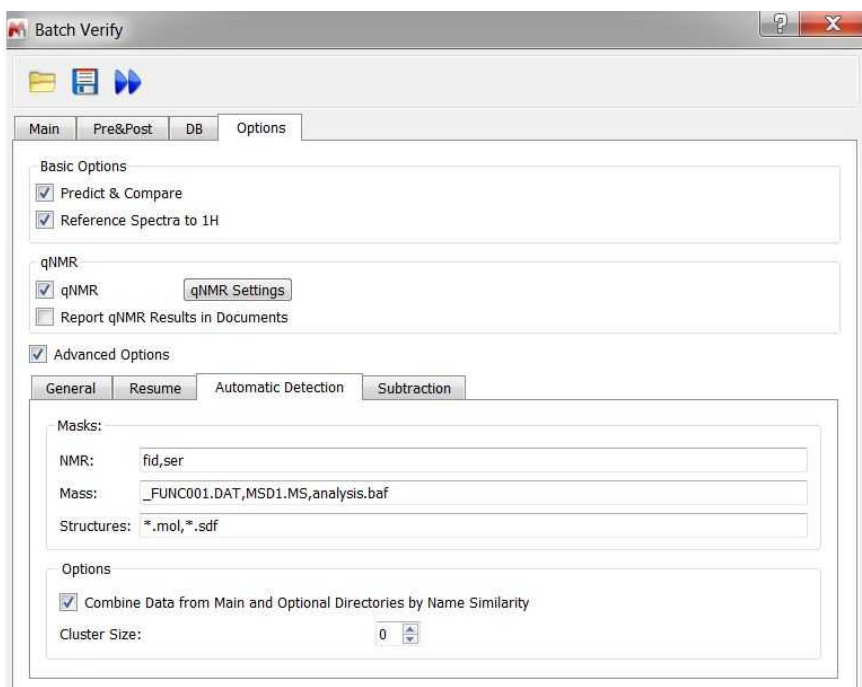 Batch Verify
Main Pre&Post DB Options
Basic Options
Predict & Compare
Reference Spectra to 1H
qNMR
qNMR qNMR Settings
Report qNMR Results in Documents
Advanced Options
General Resume Automatic Detection Subtraction
Masks:
NMR: fid,ser
Mass: _FUNC001.DAT,MSD1.MS,analysis.baf
Structures: *.mol,*.sdf
Options
Combine Data from Main and Optional Directories by Name Similarity
Cluster Size: 0